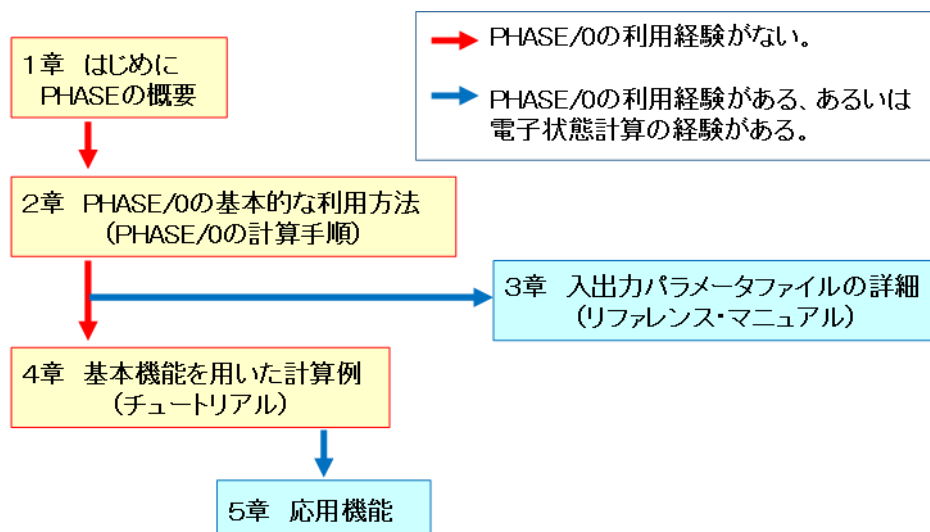 1章 はじめに
PHASEの概要
PHASE/0の利用経験がない。
PHASE/0の利用経験がある、あるいは
電子状態計算の経験がある。
2章 PHASE/0の基本的な利用方法
(PHASE/0の計算手順)
3章 入出力パラメータファイルの詳細
(リファレンス・マニュアル)
4章 基本機能を用いた計算例
(チュートリアル)
5章 応用機能